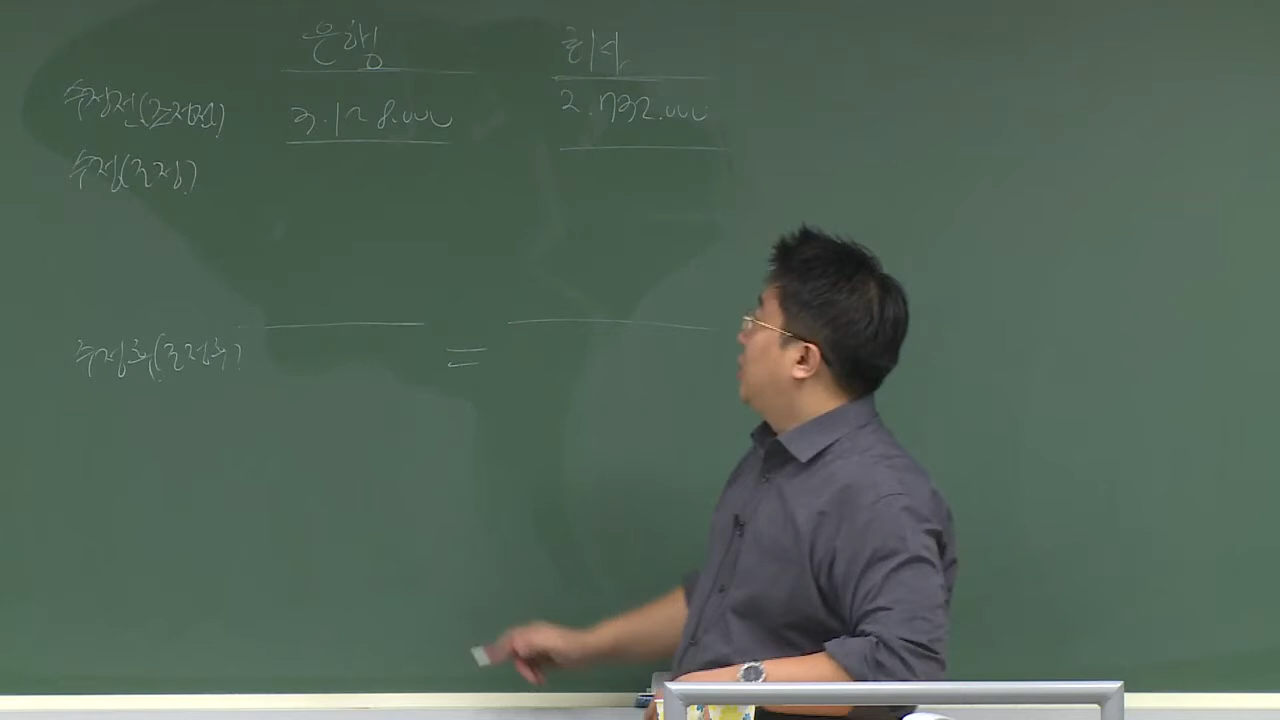 은행 회사
수정전(조정전) 3.128.000 2.732.000
수정(조정)
수정후(조정후) =